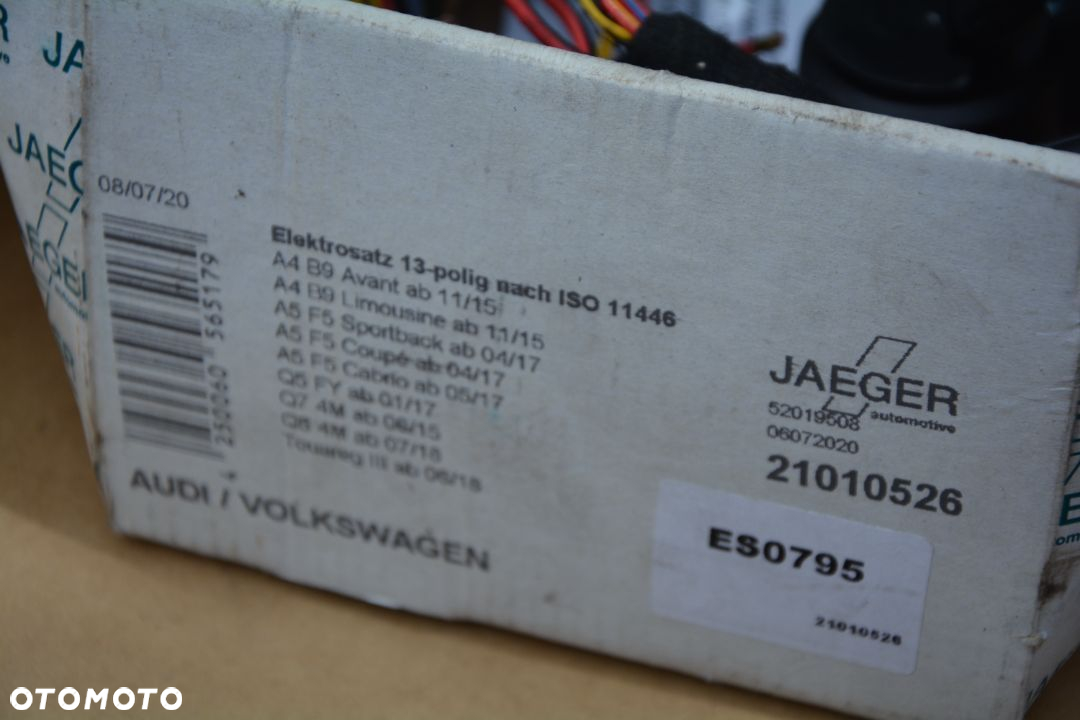 JAEG
08/07/20
250060 565179
Elektrosatz 13-polig nach ISO 11446
A4 B9 Avant ab 11/15
A4 B9 Limousine ab 11/15
A5 F5 Sportback ab 04/17
A5 F5 Coupé ab 04/17
A5 F5 Cabrio ab 05/17
Q5 FY ab 01/17
Q7 4M ab 06/15
Q8 4M ab 07/18
Touareg III ab 06/18
AUDI / VOLKSWAGEN
JAEGER
automotive
52019508
06072020
21010526
ES0795
21010526
OTOMOTO